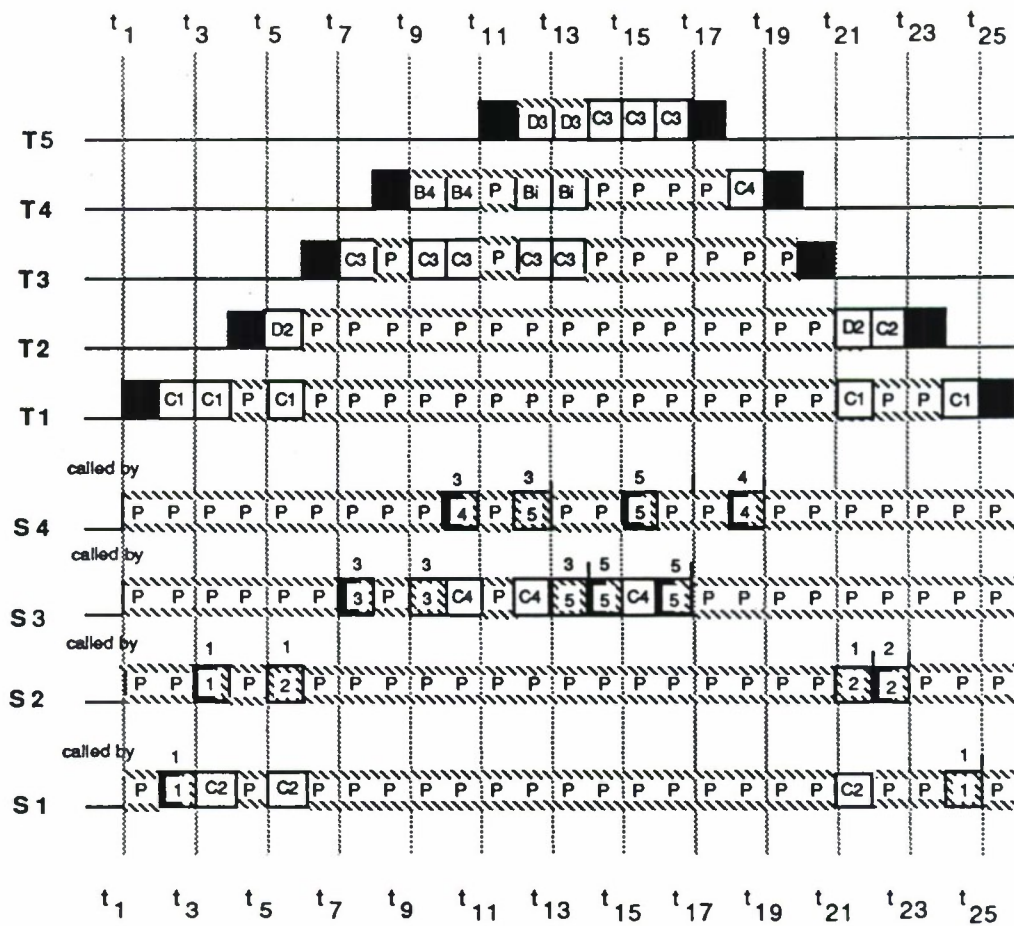 t1 t3 t5 t7 t9 t11 t13 t15 t17 t19 t21 t23 t25
T5 D3 D3 C3 C3 C3
T4 B4 B4 P Bi Bi P P P P C4
T3 C3 P C3 C3 P C3 C3 P P P P P P
T2 D2 P P P P P P P P P P P P P P P D2 C2
T1 C1 C1 P C1 P P P P P P P P P P P P P P P C1 P P C1
called by 3 3 5 4
S4 P P P P P P P P P 4 P 5 P P 5 P P 4 P P P P P P P
called by 3 3 3 5 5
S3 P P P P P P 3 P 3 C4 P C4 5 5 C4 5 P P P P P P P P P
called by 1 1 1 2
S2 P P 1 P 2 P P P P P P P P P P P P P P P 2 2 P P P
called by 1 1
S1 P 1 C2 P C2 P P P P P P P P P P P P P P P C2 P P 1 P
t1 t3 t5 t7 t9 t11 t13 t15 t17 t19 t21 t23 t25